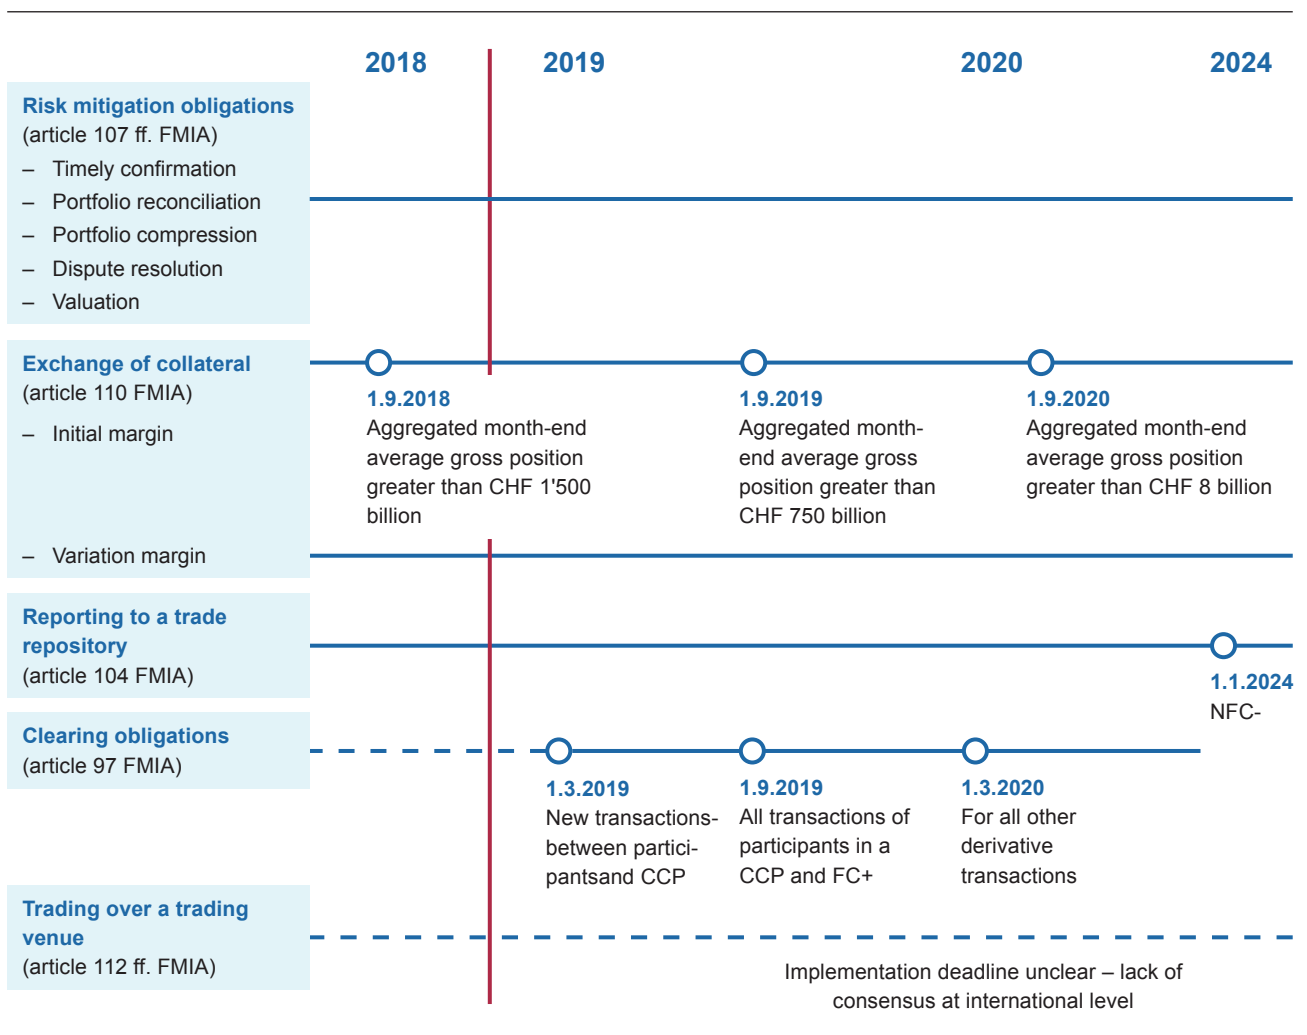 2018 2019 2020 2024
Risk mitigation obligations
(article 107 ff. FMIA)
– Timely confirmation
– Portfolio reconciliation
– Portfolio compression
– Dispute resolution
– Valuation
Exchange of collateral
(article 110 FMIA)
– Initial margin
1.9.2018
Aggregated month-end
average gross position
greater than CHF 1'500
billion
1.9.2019
Aggregated month-
end average gross
position greater than
CHF 750 billion
1.9.2020
Aggregated month-end
average gross position
greater than CHF 8 billion
– Variation margin
Reporting to a trade
repository
(article 104 FMIA)
1.1.2024
NFC-
Clearing obligations
(article 97 FMIA)
1.3.2019
New transactions-
between partici-
pantsand CCP
1.9.2019
All transactions of
participants in a
CCP and FC+
1.3.2020
For all other
derivative
transactions
Trading over a trading
venue
(article 112 ff. FMIA)
Implementation deadline unclear – lack of
consensus at international level